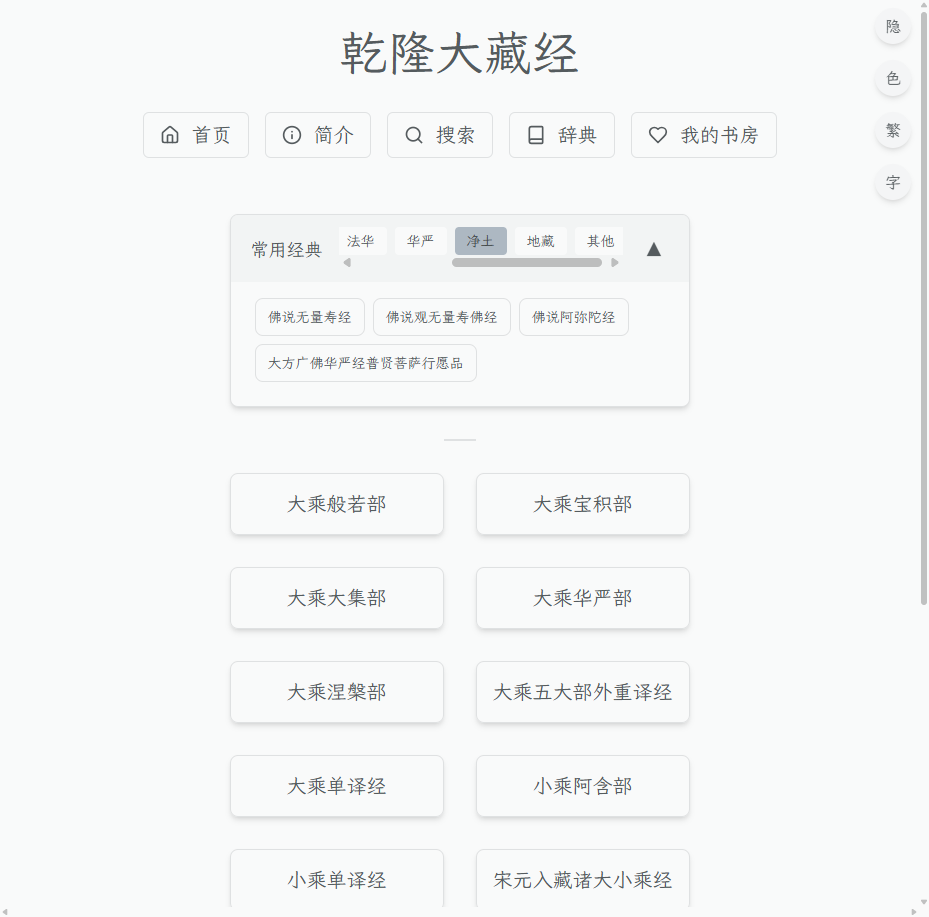 乾隆大藏经
首页 简介 搜索 辞典 我的书房
隐
色
繁
字
常用经典 法华 华严 净土 地藏 其他
佛说无量寿经 佛说观无量寿佛经 佛说阿弥陀经
大方广佛华严经普贤菩萨行愿品
大乘般若部 大乘宝积部
大乘大集部 大乘华严部
大乘涅槃部 大乘五大部外重译经
大乘单译经 小乘阿含部
小乘单译经 宋元入藏诸大小乘经